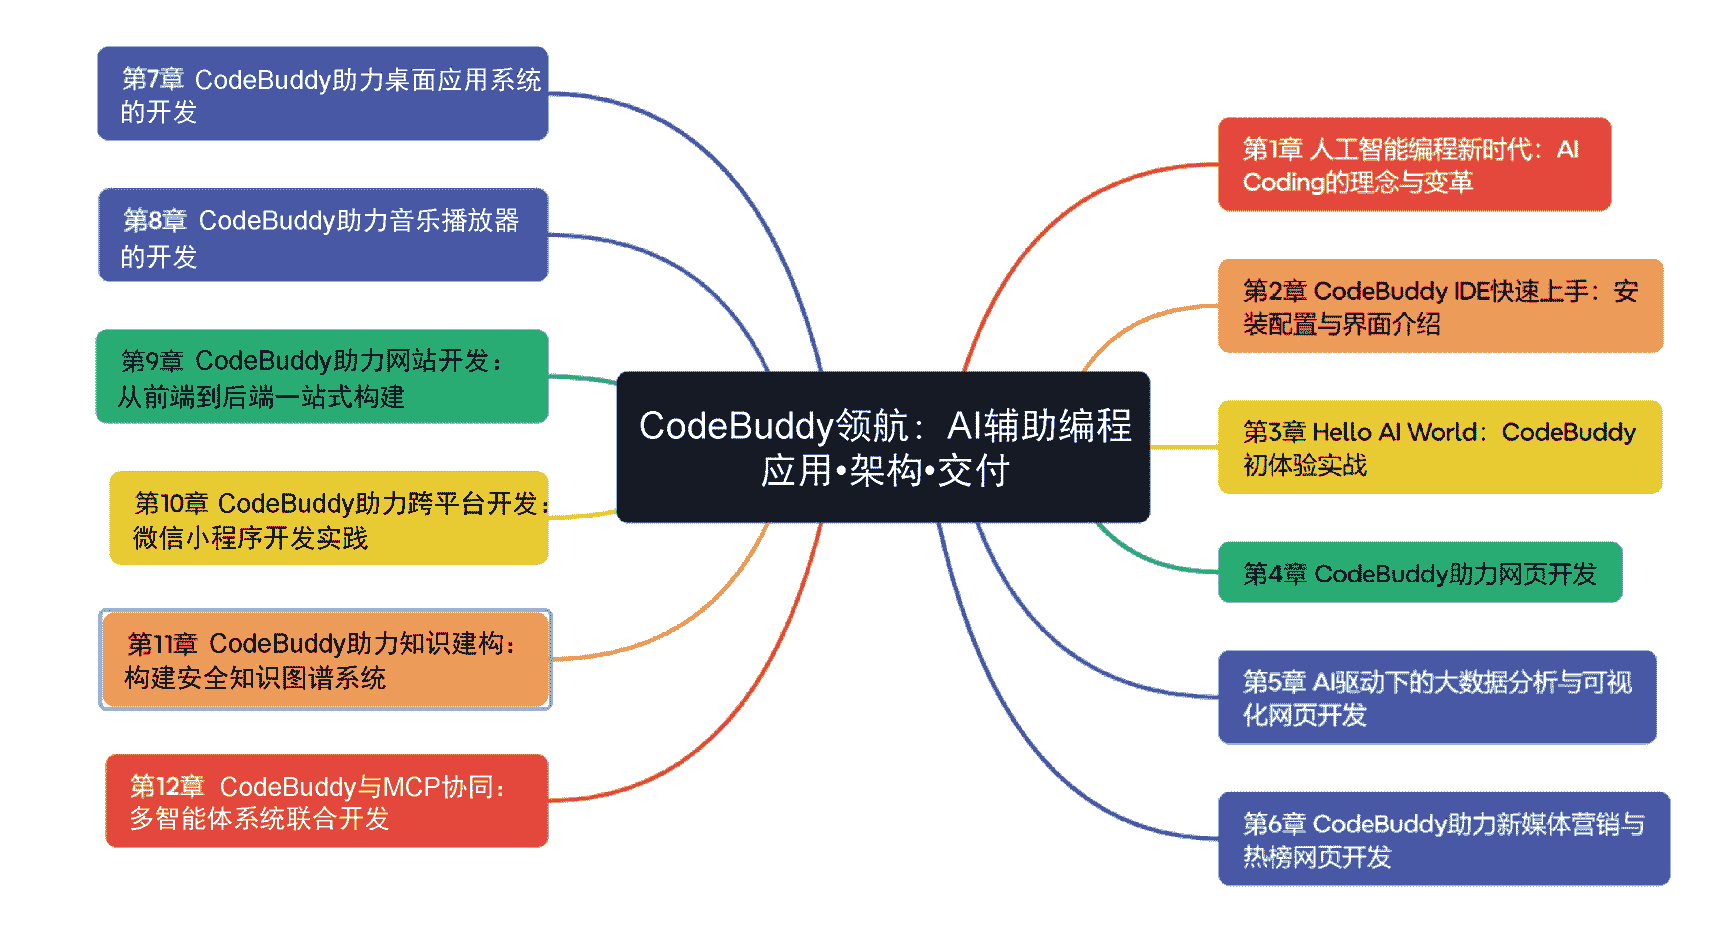 CodeBuddy领航：AI辅助编程
应用•架构•交付
第1章 人工智能编程新时代：AI
Coding的理念与变革
第2章 CodeBuddy IDE快速上手：安
装配置与界面介绍
第3章 Hello AI World：CodeBuddy
初体验实战
第4章 CodeBuddy助力网页开发
第5章 AI驱动下的大数据分析与可视
化网页开发
第6章 CodeBuddy助力新媒体营销与
热榜网页开发
第7章 CodeBuddy助力桌面应用系统
的开发
第8章 CodeBuddy助力音乐播放器
的开发
第9章 CodeBuddy助力网站开发：
从前端到后端一站式构建
第10章 CodeBuddy助力跨平台开发：
微信小程序开发实践
第11章 CodeBuddy助力知识建构：
构建安全知识图谱系统
第12章 CodeBuddy与MCP协同：
多智能体系统联合开发